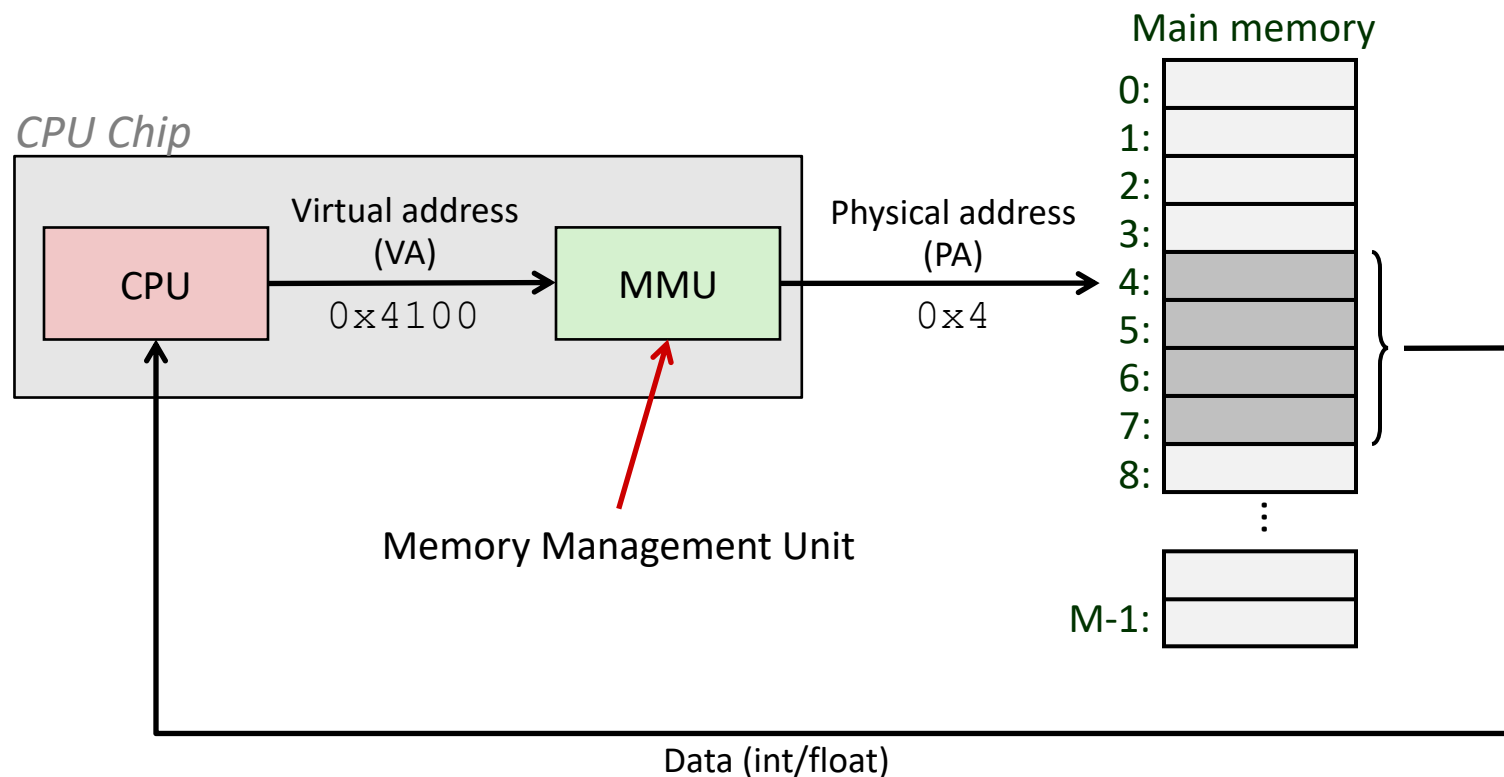 Main memory
CPU Chip
0:
1:
2:
3:
4:
5:
6:
7:
8:
⋮
M-1:
Virtual address
(VA)
Physical address
(PA)
CPU
MMU
0x4100
0x4
Memory Management Unit
Data (int/float)